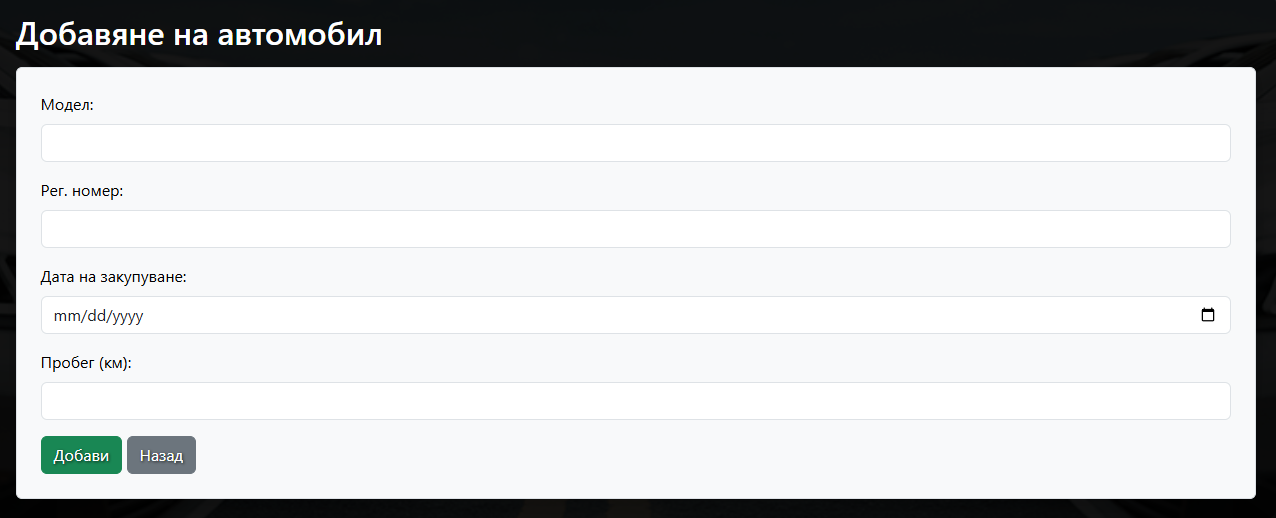 Добавяне на автомобил
Модел:
Рег. номер:
Дата на закупуване:
mm/dd/yyyy
Пробег (км):
Добави Назад